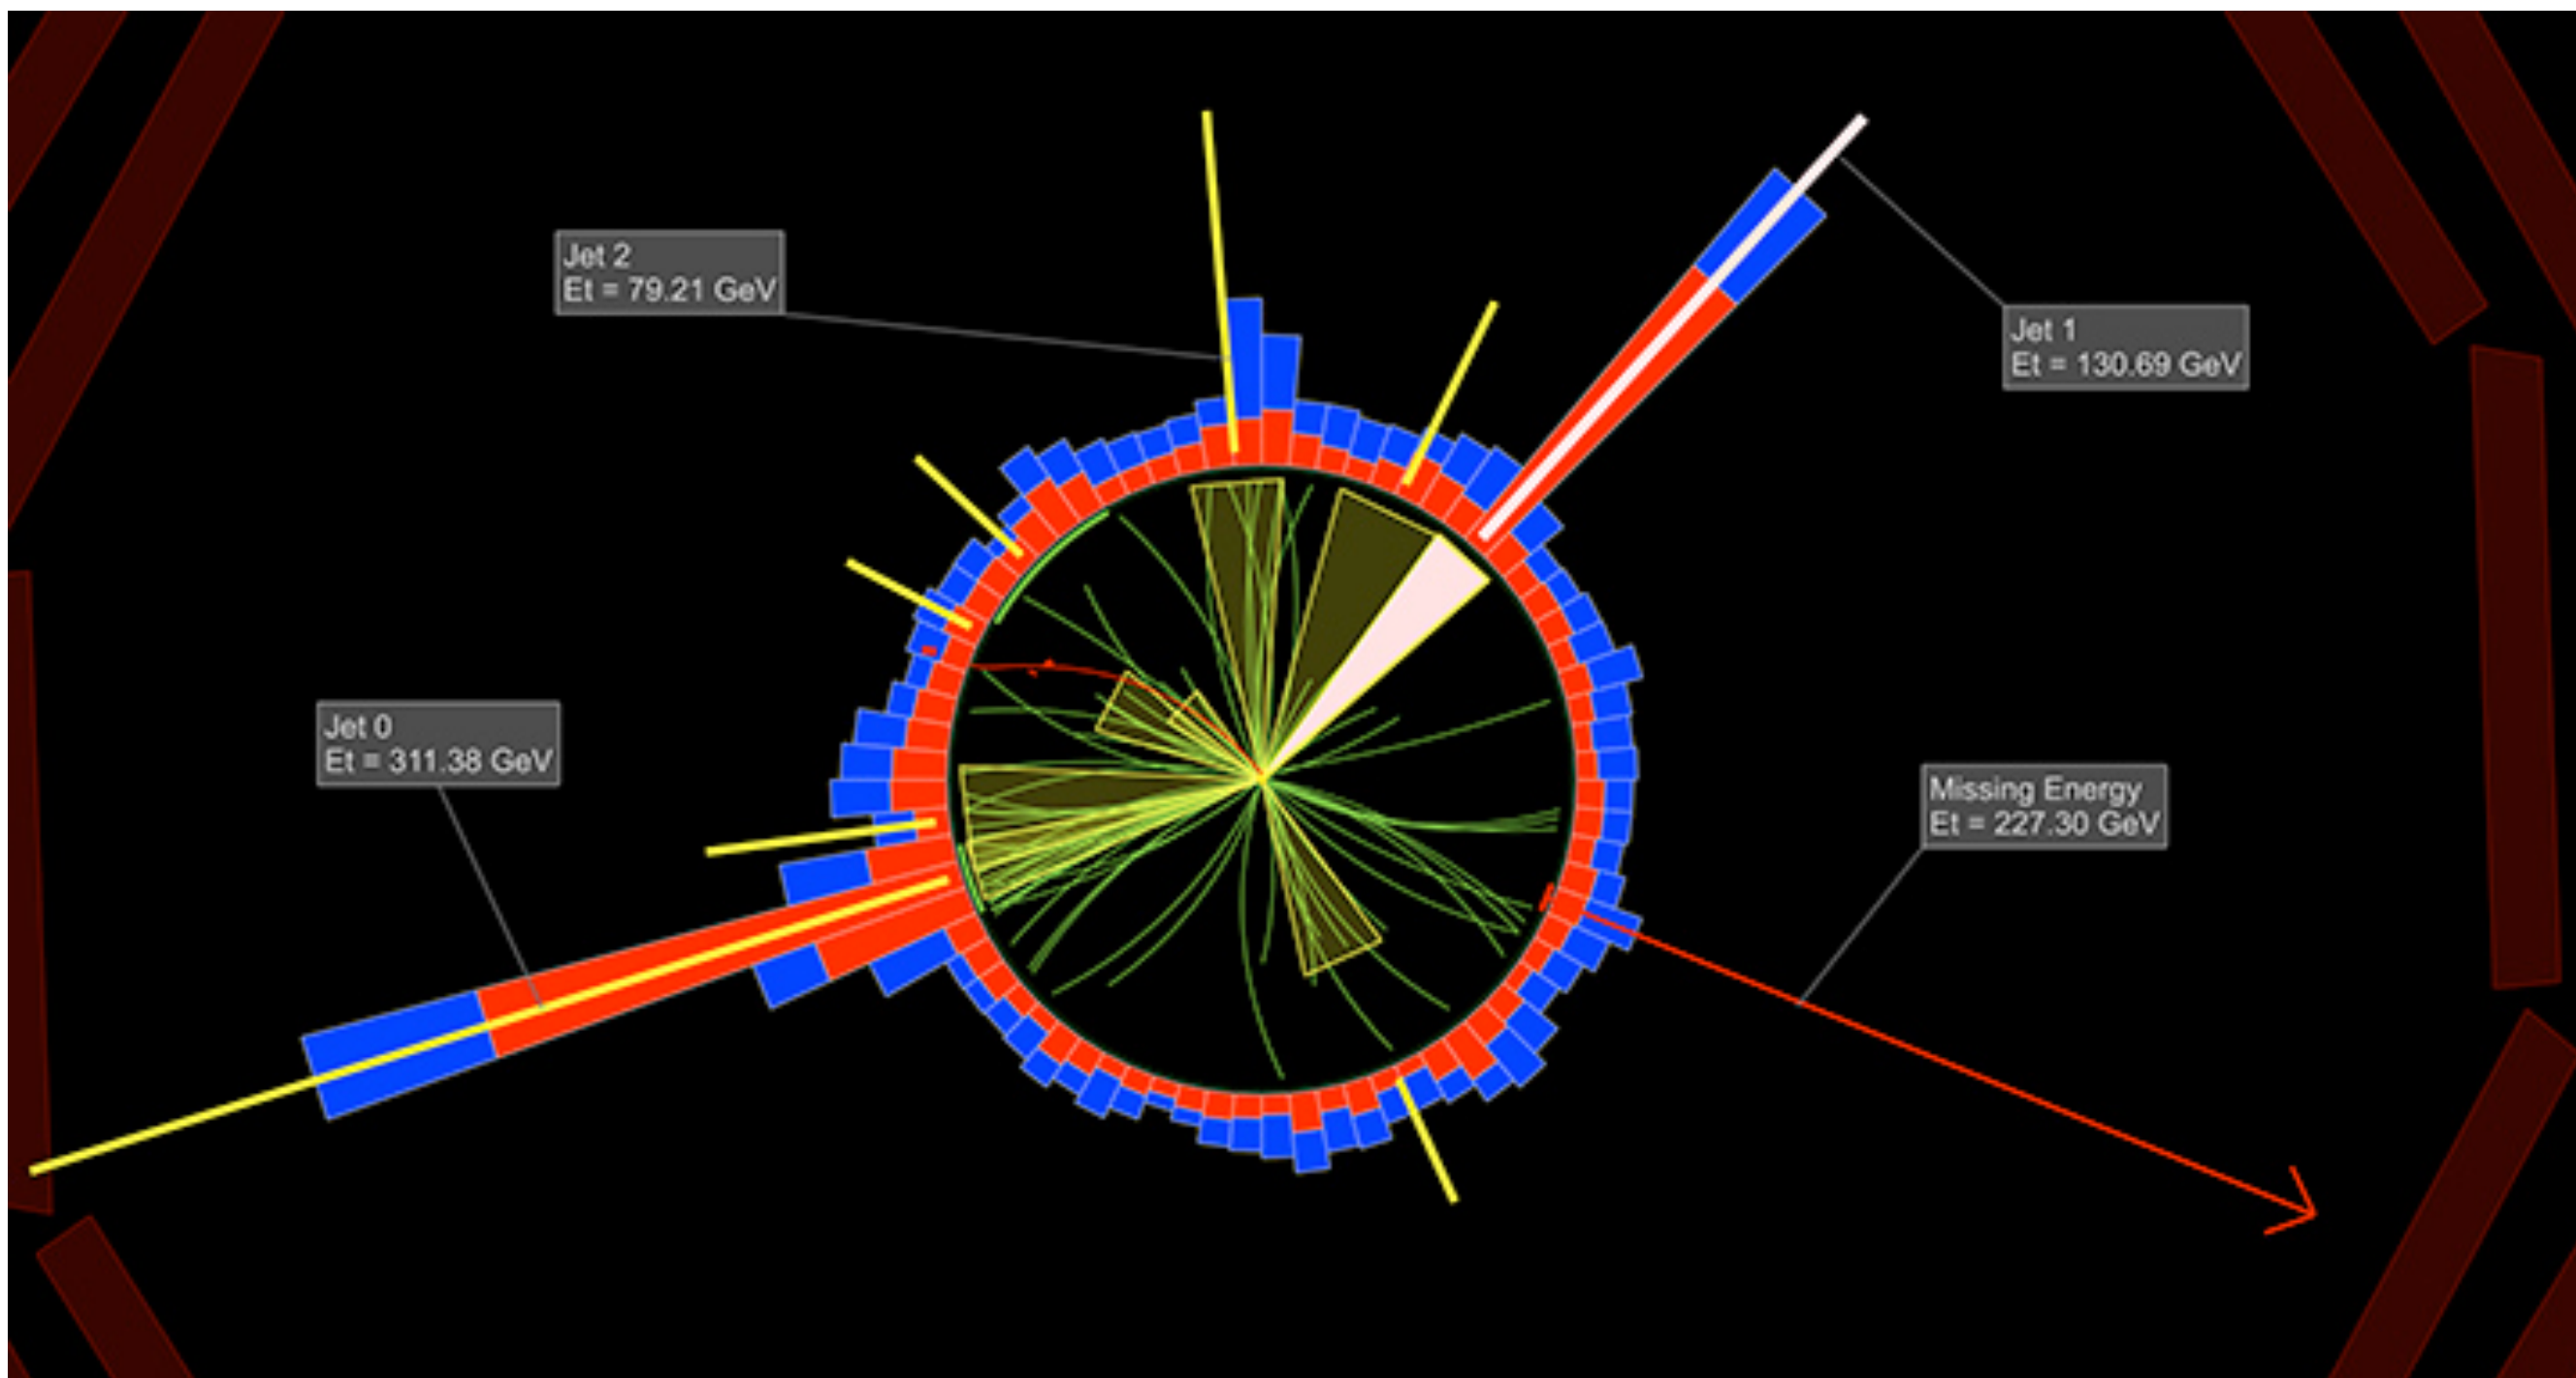 Jet 2
Et = 79.21 GeV
Jet 1
Et = 130.69 GeV
Jet 0
Et = 311.38 GeV
Missing Energy
Et = 227.30 GeV